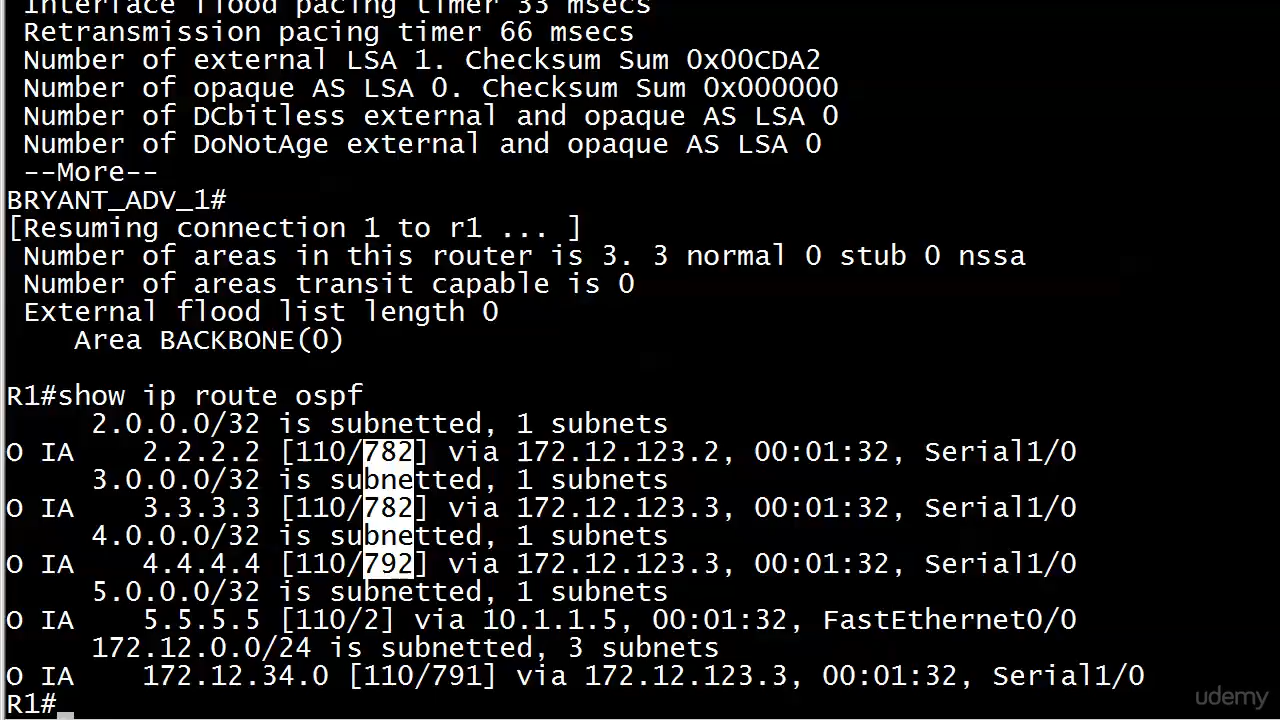 Interface flood pacing timer 33 msecs
Retransmission pacing timer 66 msecs
Number of external LSA 1. Checksum Sum 0x00CDA2
Number of opaque AS LSA 0. Checksum Sum 0x000000
Number of DCbitless external and opaque AS LSA 0
Number of DoNotAge external and opaque AS LSA 0
--More--
BRYANT_ADV_1#
[Resuming connection 1 to r1 ... ]
Number of areas in this router is 3. 3 normal 0 stub 0 nssa
Number of areas transit capable is 0
External flood list length 0
Area BACKBONE(0)
R1#show ip route ospf
2.0.0.0/32 is subnetted, 1 subnets
O IA 2.2.2.2 [110/782] via 172.12.123.2, 00:01:32, Serial1/0
3.0.0.0/32 is subnetted, 1 subnets
O IA 3.3.3.3 [110/782] via 172.12.123.3, 00:01:32, Serial1/0
4.0.0.0/32 is subnetted, 1 subnets
O IA 4.4.4.4 [110/792] via 172.12.123.3, 00:01:32, Serial1/0
5.0.0.0/32 is subnetted, 1 subnets
O IA 5.5.5.5 [110/2] via 10.1.1.5, 00:01:32, FastEthernet0/0
172.12.0.0/24 is subnetted, 3 subnets
O IA 172.12.34.0 [110/791] via 172.12.123.3, 00:01:32, Serial1/0
R1#
udemy